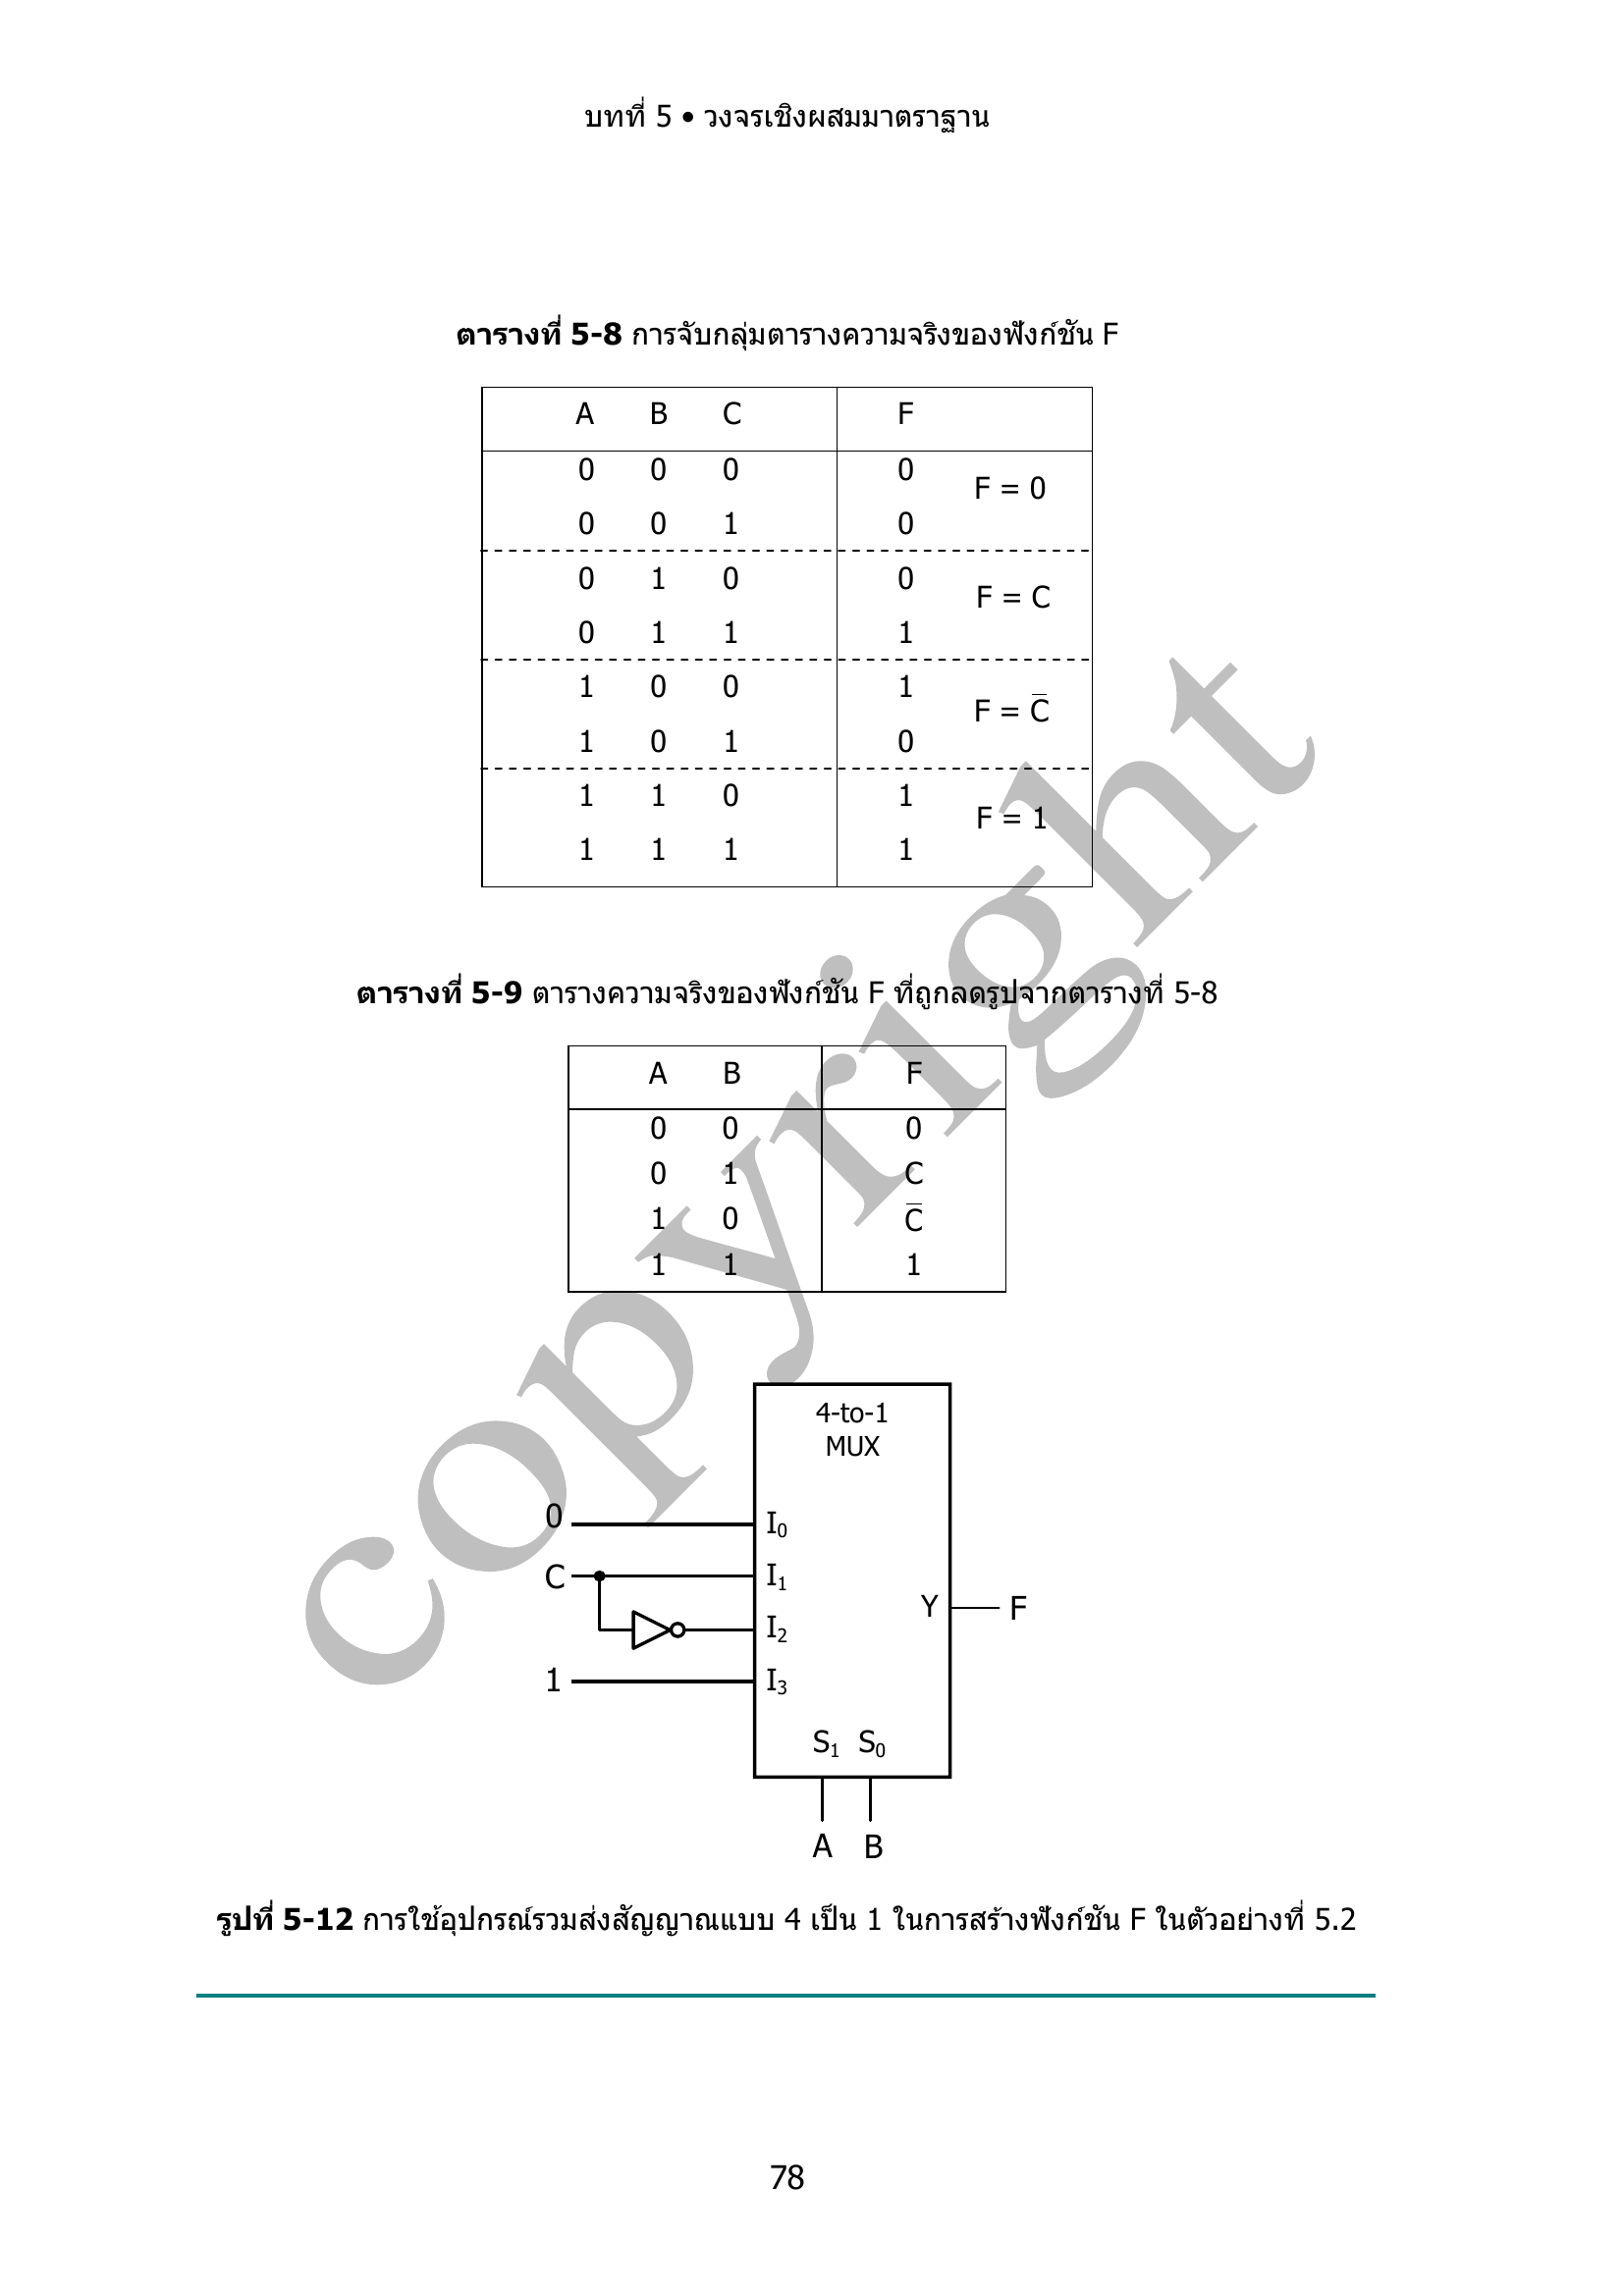 บทที่ 5 • วงจรเชิงผสมมาตราฐาน
ตารางที่ 5-8 การจับกลุ่มตารางความจริงของฟังก์ชัน F
A B C F
0 0 0 0
F = 0
0 0 1 0
0 1 0 0
F = C
0 1 1 1
1 0 0 1
F = C̅
1 0 1 0
1 1 0 1
F = 1
1 1 1 1
ตารางที่ 5-9 ตารางความจริงของฟังก์ชัน F ที่ถูกลดรูปจากตารางที่ 5-8
A B F
0 0 0
0 1 C
1 0 C̅
1 1 1
4-to-1
MUX
0 I₀
C I₁
Y F
I₂
1 I₃
S₁ S₀
A B
รูปที่ 5-12 การใช้อุปกรณ์รวมส่งสัญญาณแบบ 4 เป็น 1 ในการสร้างฟังก์ชัน F ในตัวอย่างที่ 5.2
78
copyright